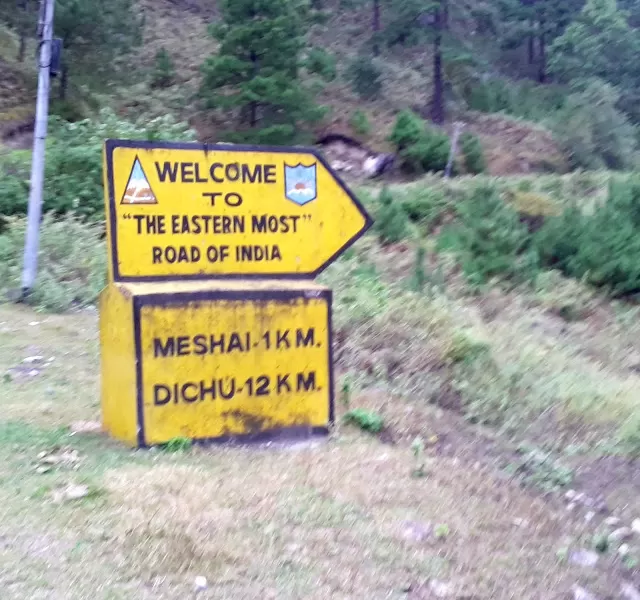 WELCOME
TO
"THE EASTERN MOST"
ROAD OF INDIA
MESHAI-1 KM.
DICHU-12 KM.